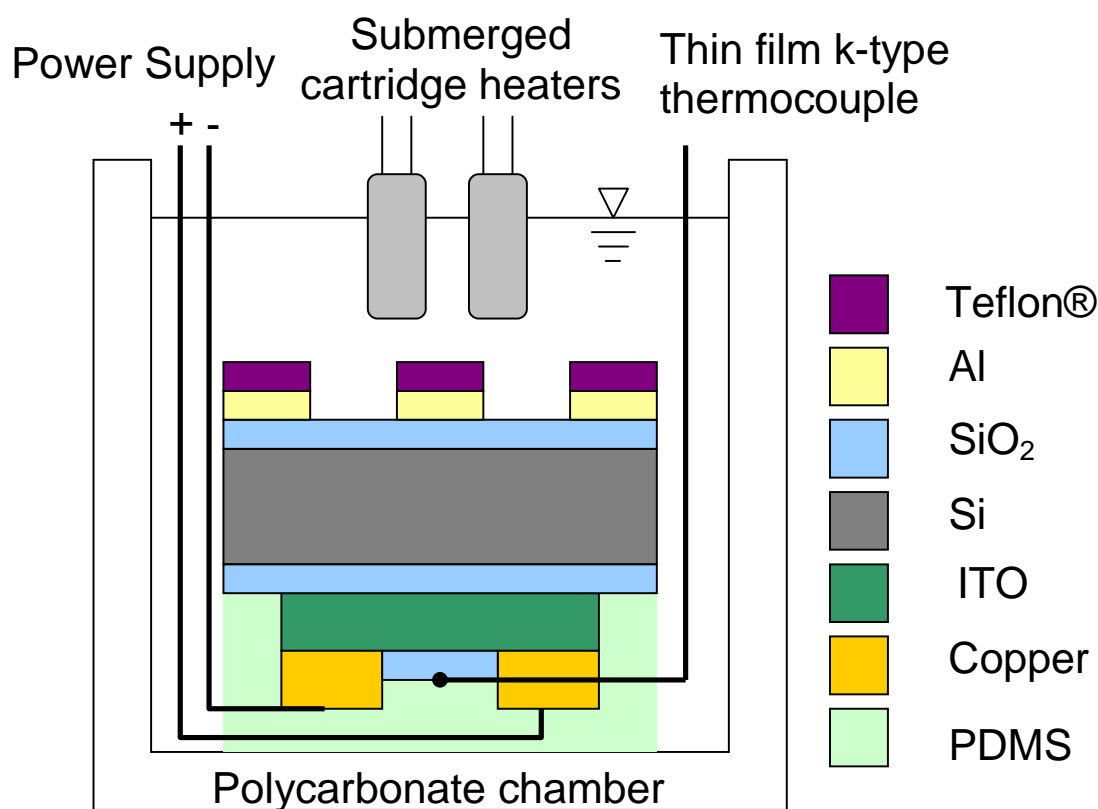 Power Supply
+ -
Submerged
cartridge heaters
Thin film k-type
thermocouple
Teflon®
Al
SiO₂
Si
ITO
Copper
PDMS
Polycarbonate chamber